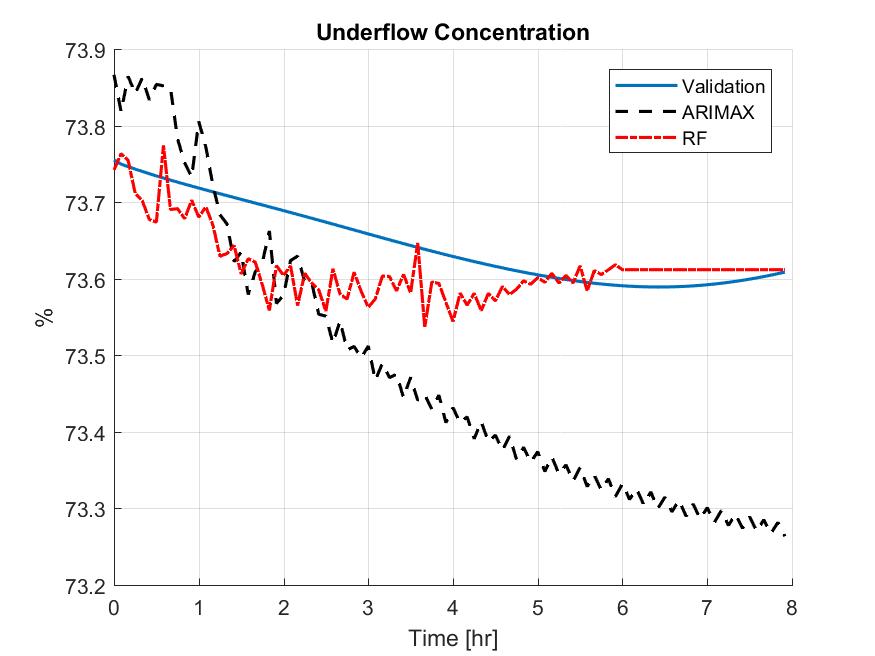 Underflow Concentration
73.9
73.8
73.7
73.6
73.5
73.4
73.3
73.2
%
Validation
ARIMAX
RF
0 1 2 3 4 5 6 7 8
Time [hr]